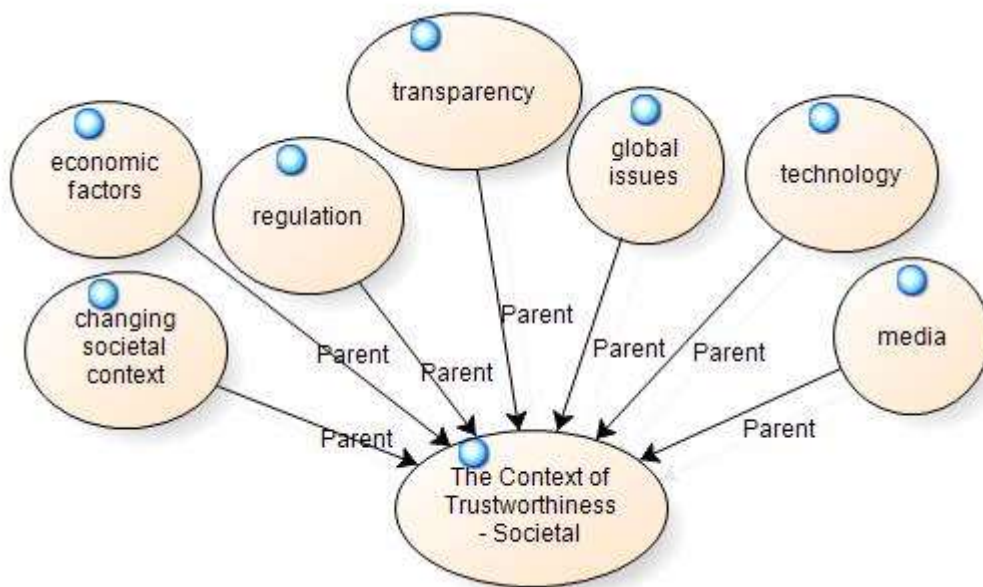 transparency
economic
factors
regulation
global
issues
technology
changing
societal
context
media
Parent
Parent
Parent
Parent
Parent
Parent
Parent
The Context of
Trustworthiness
- Societal